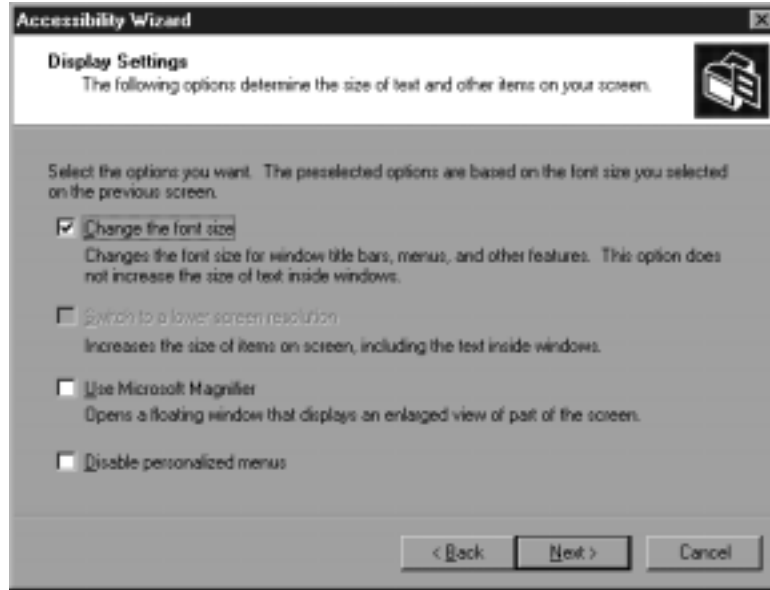 Accessibility Wizard
Display Settings
The following options determine the size of text and other items on your screen.
Select the options you want. The preselected options are based on the font size you selected
on the previous screen.
Change the font size
Changes the font size for window title bars, menus, and other features. This option does
not increase the size of text inside windows.
Switch to a lower screen resolution
Increases the size of items on screen, including the text inside windows.
Use Microsoft Magnifier
Opens a floating window that displays an enlarged view of part of the screen.
Disable personalized menus
< Back Next > Cancel